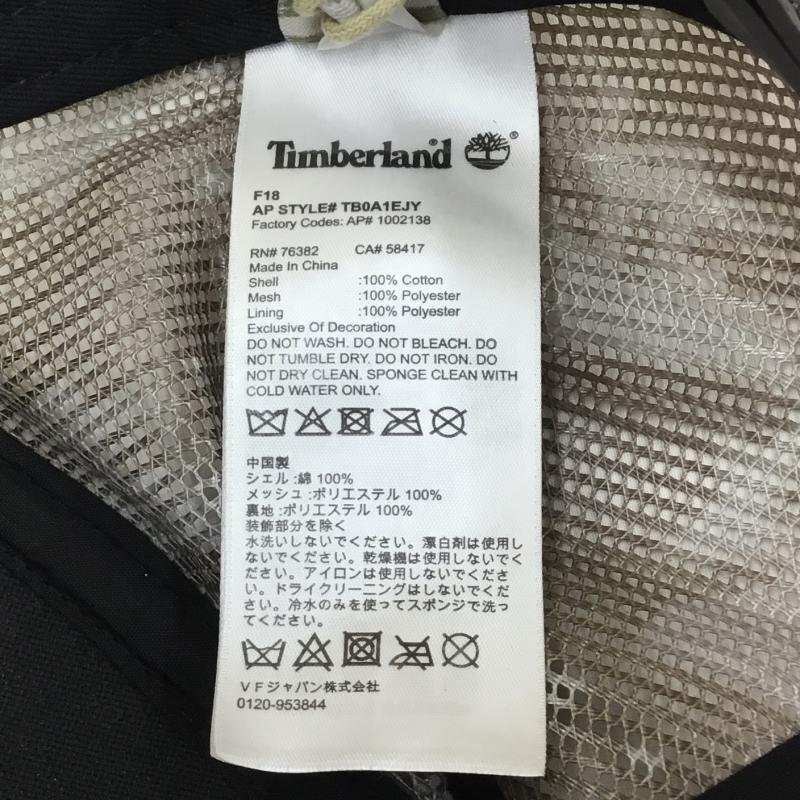 Timberland®
F18
AP STYLE# TB0A1EJY
Factory Codes: AP# 1002138
RN# 76382 CA# 58417
Made In China
Shell :100% Cotton
Mesh :100% Polyester
Lining :100% Polyester
Exclusive Of Decoration
DO NOT WASH. DO NOT BLEACH. DO
NOT TUMBLE DRY. DO NOT IRON. DO
NOT DRY CLEAN. SPONGE CLEAN WITH
COLD WATER ONLY.
中国製
シェル :綿 100%
メッシュ :ポリエステル 100%
裏地 :ポリエステル 100%
装飾部分を除く
水洗いしないでください。漂白剤は使用し
ないでください。乾燥機は使用しないでく
ださい。アイロンは使用しないでくださ
い。ドライクリーニングはしないでくだ
さい。冷水のみを使ってスポンジで洗っ
てください。
VFジャパン株式会社
0120-953844